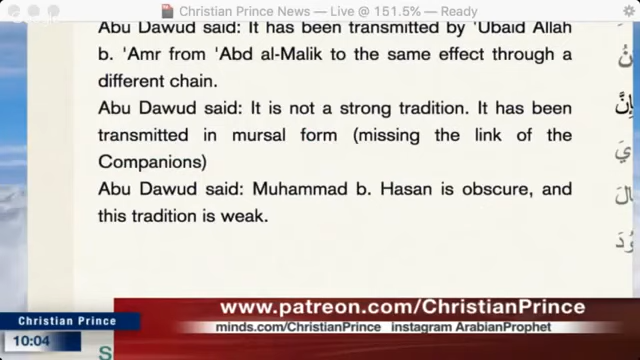 Christian Prince News — Live @ 151.5% — Ready
Abu Dawud said: It has been transmitted by 'Ubaid Allah
b. 'Amr from 'Abd al-Malik to the same effect through a
different chain.
Abu Dawud said: It is not a strong tradition. It has been
transmitted in mursal form (missing the link of the
Companions)
Abu Dawud said: Muhammad b. Hasan is obscure, and
this tradition is weak.
www.patreon.com/ChristianPrince
Christian Prince
minds.com/ChristianPrince instagram ArabianProphet
10:04